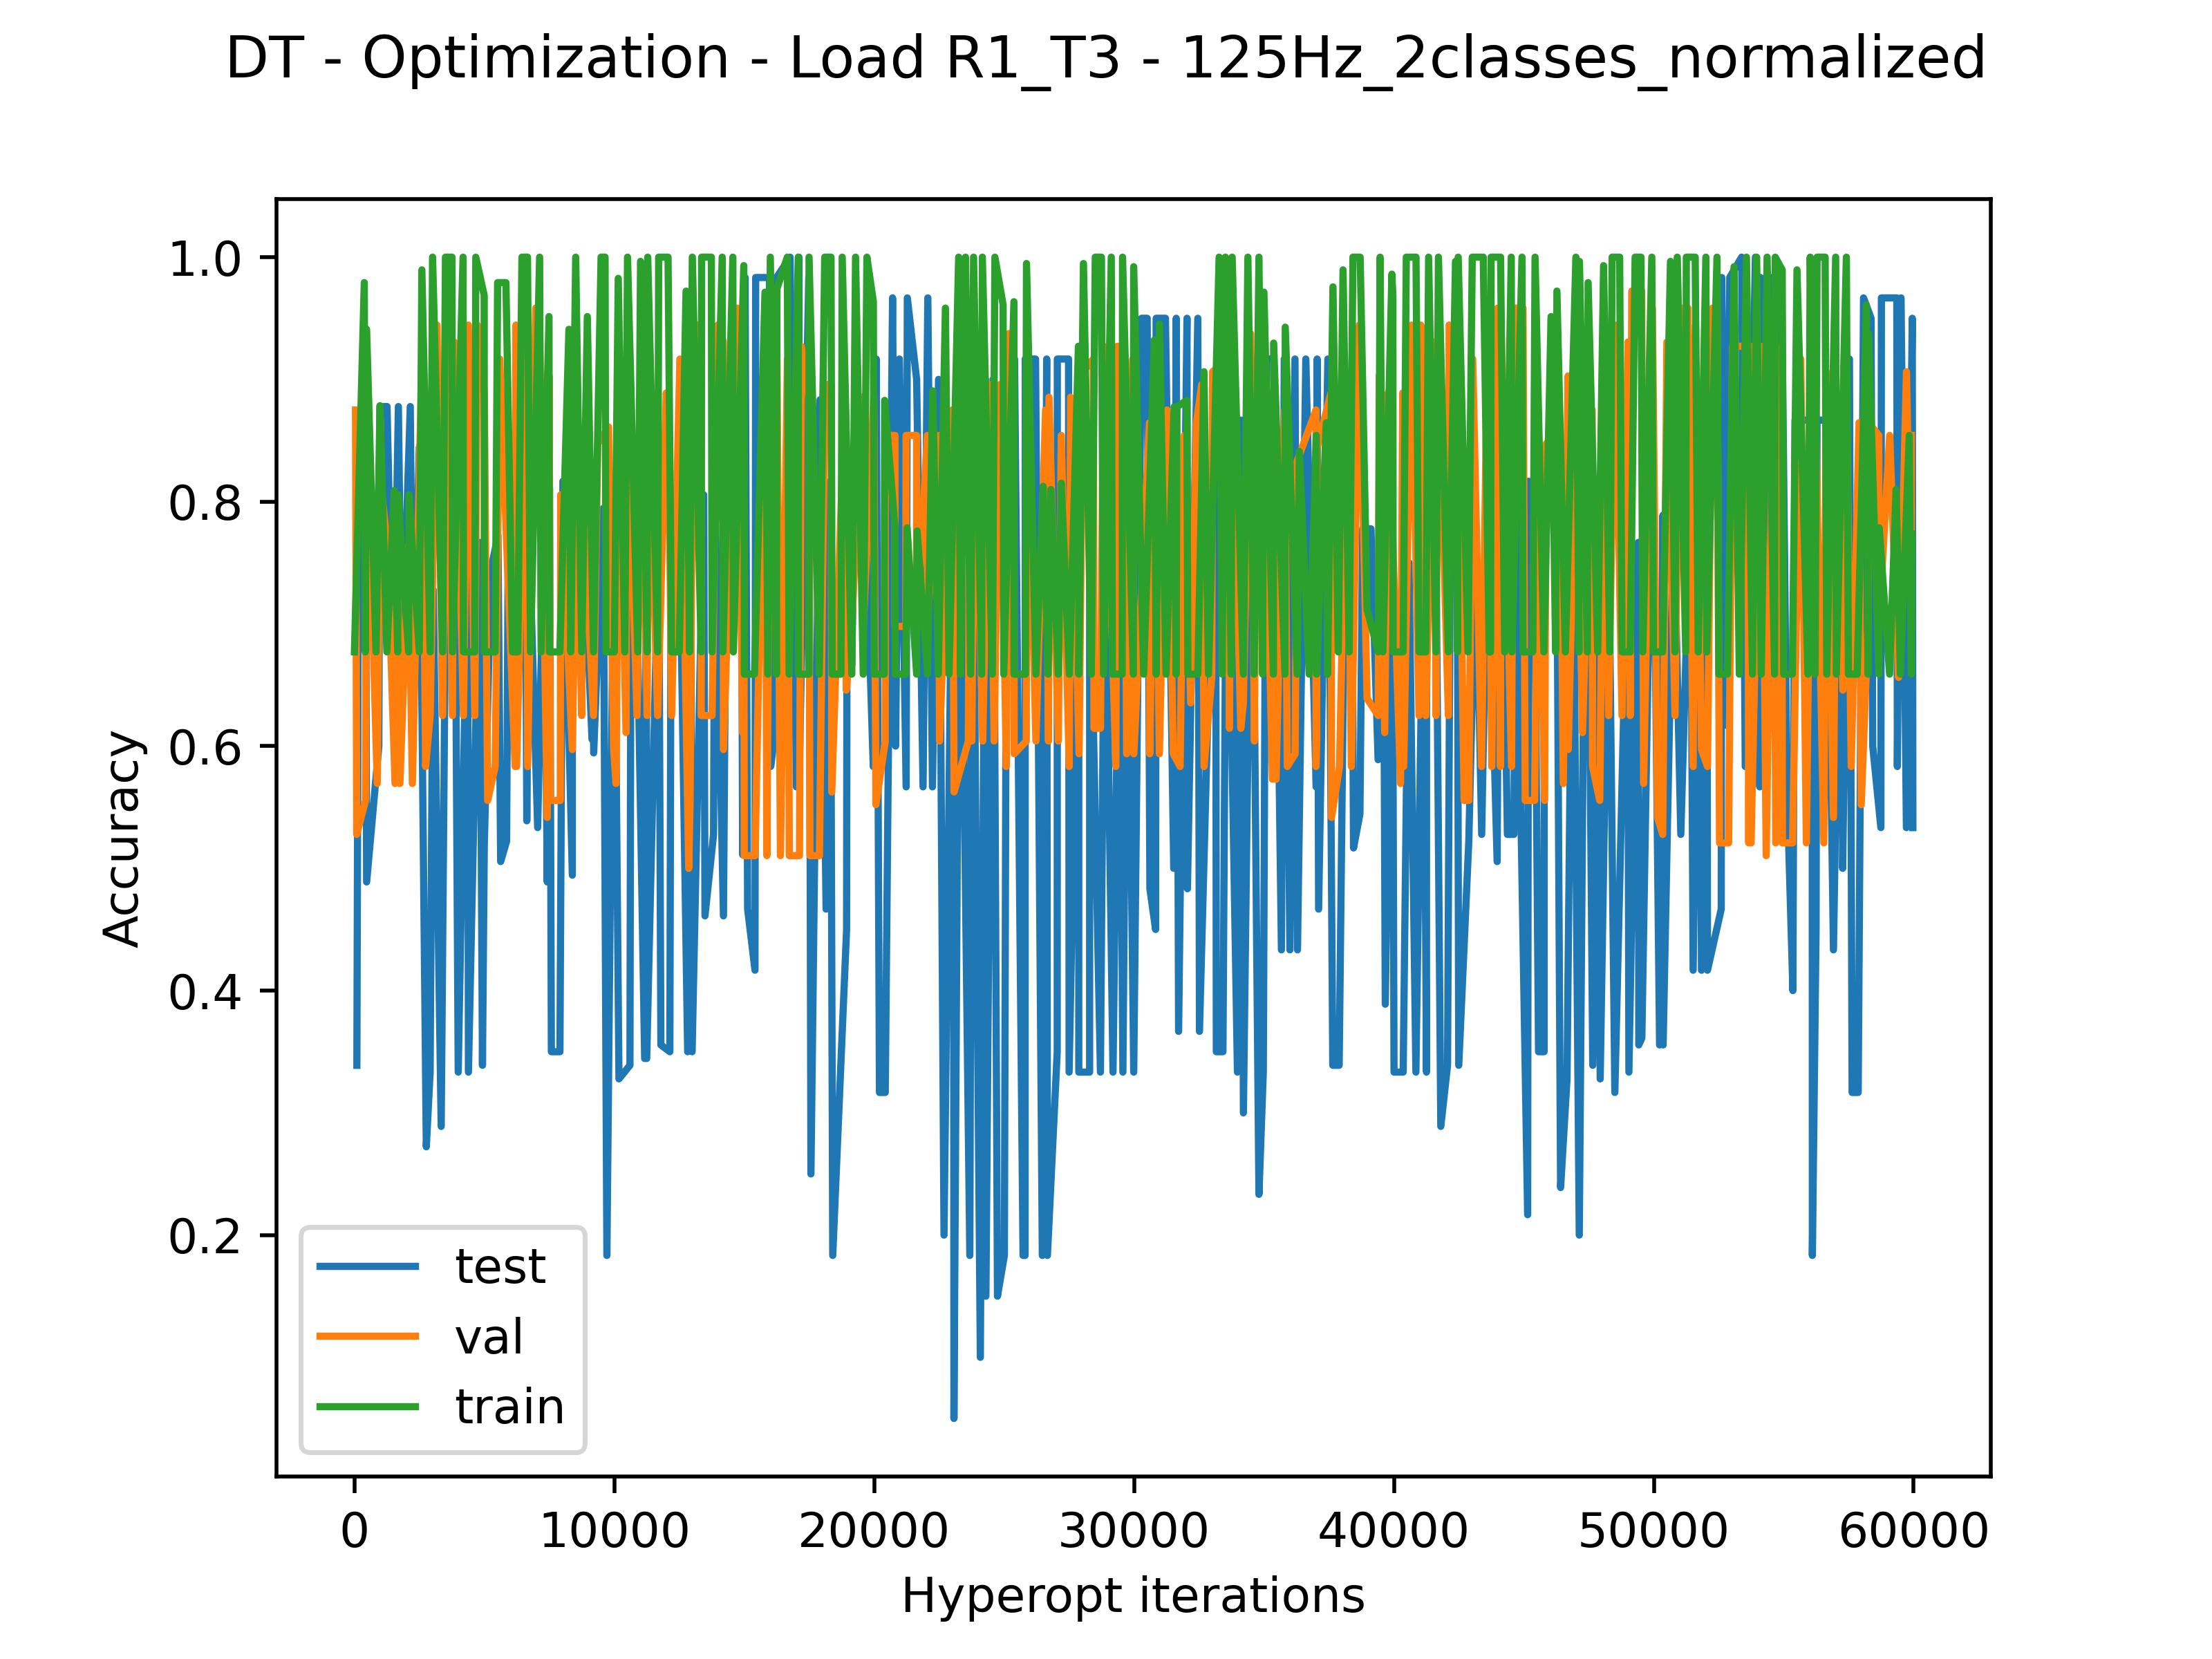 DT - Optimization - Load R1_T3 - 125Hz_2classes_normalized
1.0
0.8
0.6
0.4
0.2
Accuracy
test
val
train
0 10000 20000 30000 40000 50000 60000
Hyperopt iterations